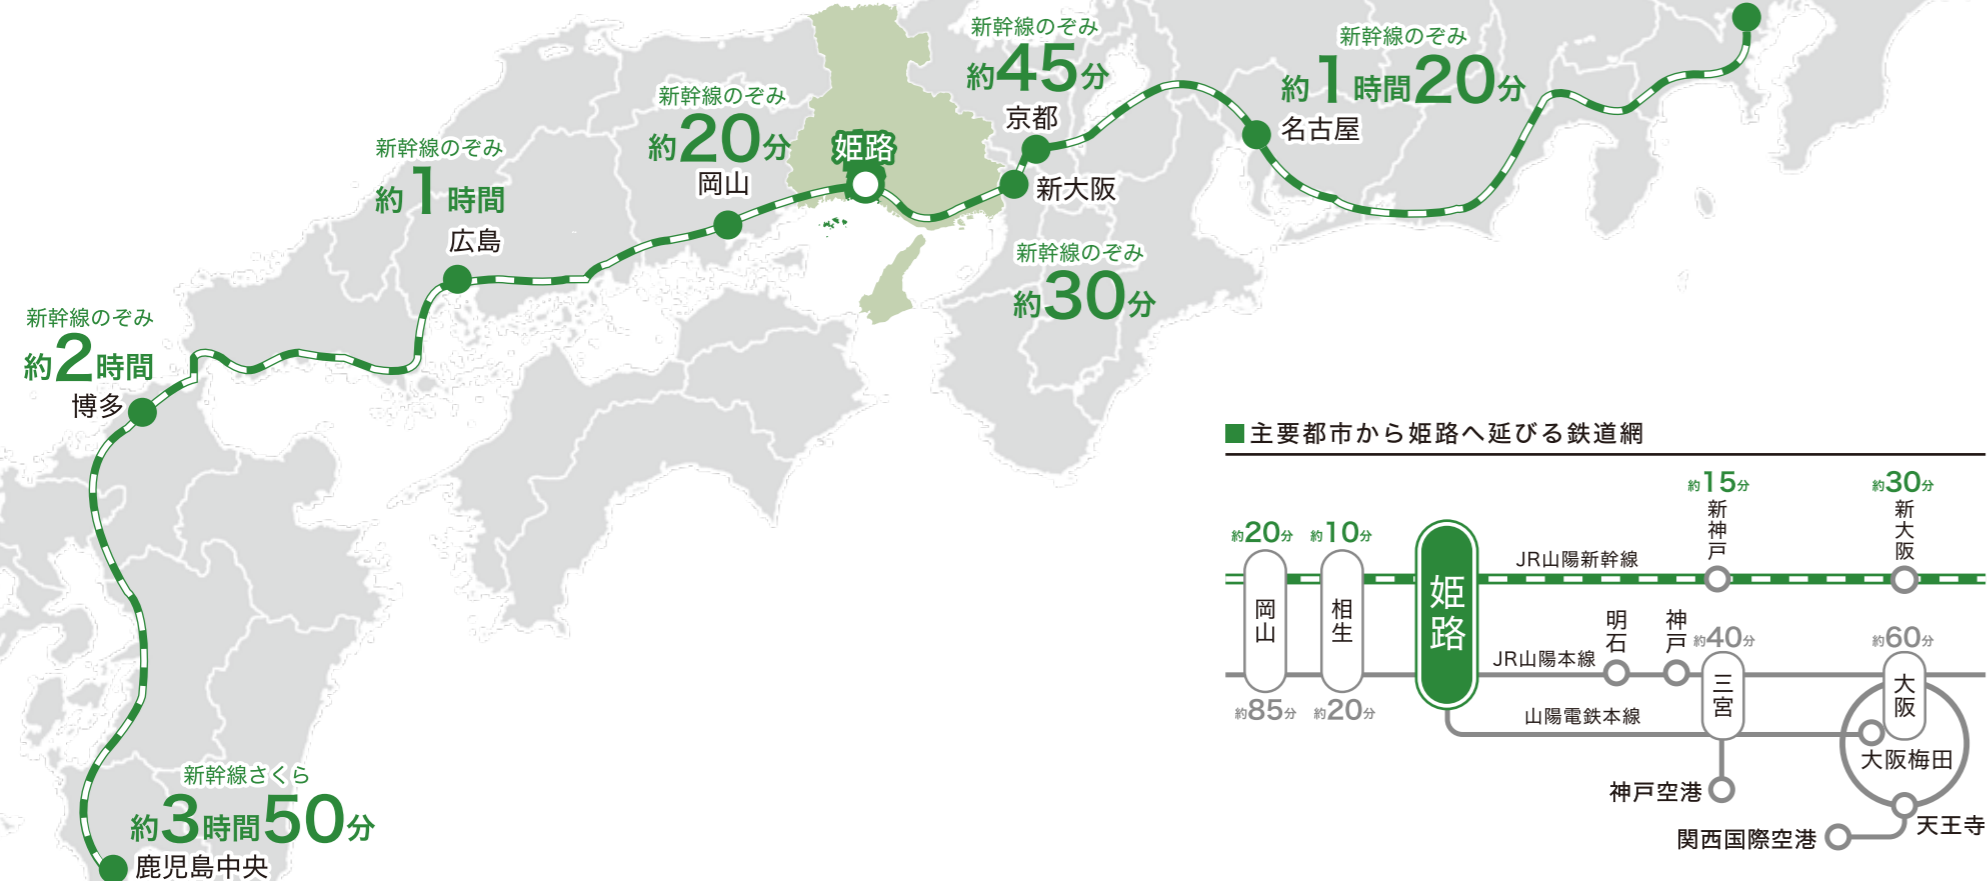 新幹線のぞみ
約45分
京都
新幹線のぞみ
約1時間20分
名古屋
新幹線のぞみ
約20分
岡山
姫路
新大阪
新幹線のぞみ
約30分
新幹線のぞみ
約1時間
広島
新幹線のぞみ
約2時間
博多
新幹線さくら
約3時間50分
鹿児島中央
■主要都市から姫路へ延びる鉄道網
約15分
新神戸
約30分
新大阪
約20分
約10分
JR山陽新幹線
岡山
相生
姫路
明石
神戸
約40分
約60分
JR山陽本線
三宮
大阪
約85分
約20分
山陽電鉄本線
大阪梅田
神戸空港
天王寺
関西国際空港